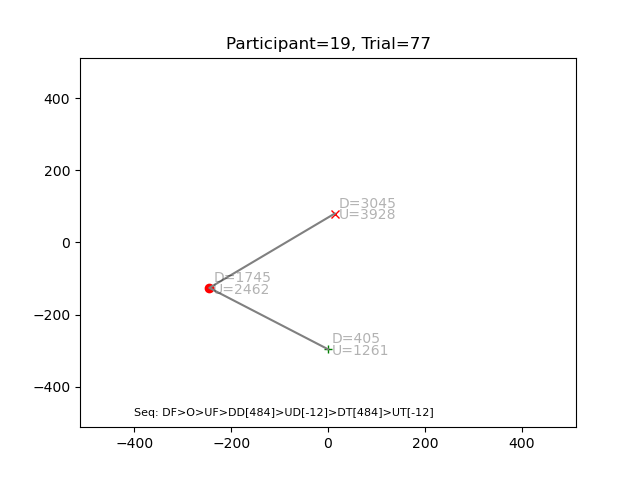 Participant=19, Trial=77
400
200
0
−200
−400
D=3045
U=3928
D=1745
U=2462
D=405
U=1261
Seq: DF>O>UF>DD[484]>UD[-12]>DT[484]>UT[-12]
−400 −200 0 200 400